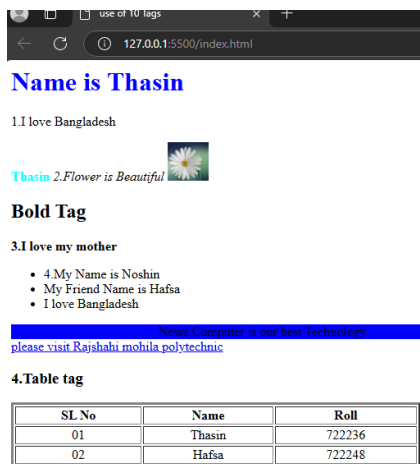 use of 10 Tags
127.0.0.1:5500/index.html
Name is Thasin
1.I love Bangladesh
Thasin 2.Flower is Beautiful
Bold Tag
3.I love my mother
4.My Name is Noshin
My Friend Name is Hafsa
I love Bangladesh
News:Computer is our best Technology
please visit Rajshahi mohila polytechnic
4.Table tag
SL No Name Roll
01 Thasin 722236
02 Hafsa 722248